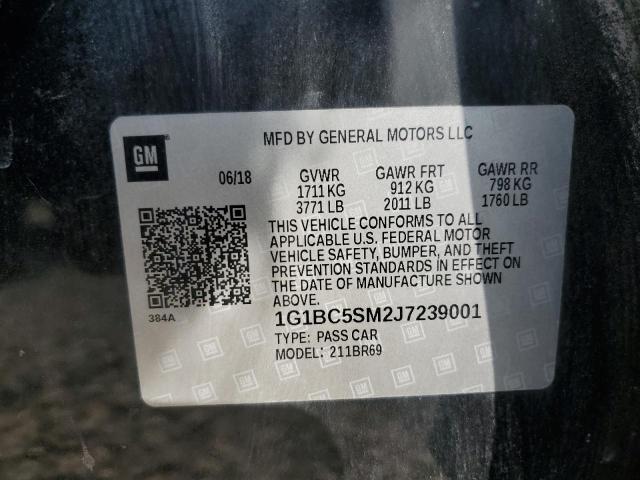 GM
MFD BY GENERAL MOTORS LLC
06/18 GVWR GAWR FRT GAWR RR
1711 KG 912 KG 798 KG
3771 LB 2011 LB 1760 LB
THIS VEHICLE CONFORMS TO ALL
APPLICABLE U.S. FEDERAL MOTOR
VEHICLE SAFETY, BUMPER, AND THEFT
PREVENTION STANDARDS IN EFFECT ON
THE DATE OF MANUFACTURE SHOWN
ABOVE.
384A
1G1BC5SM2J7239001
TYPE: PASS CAR
MODEL: 211BR69